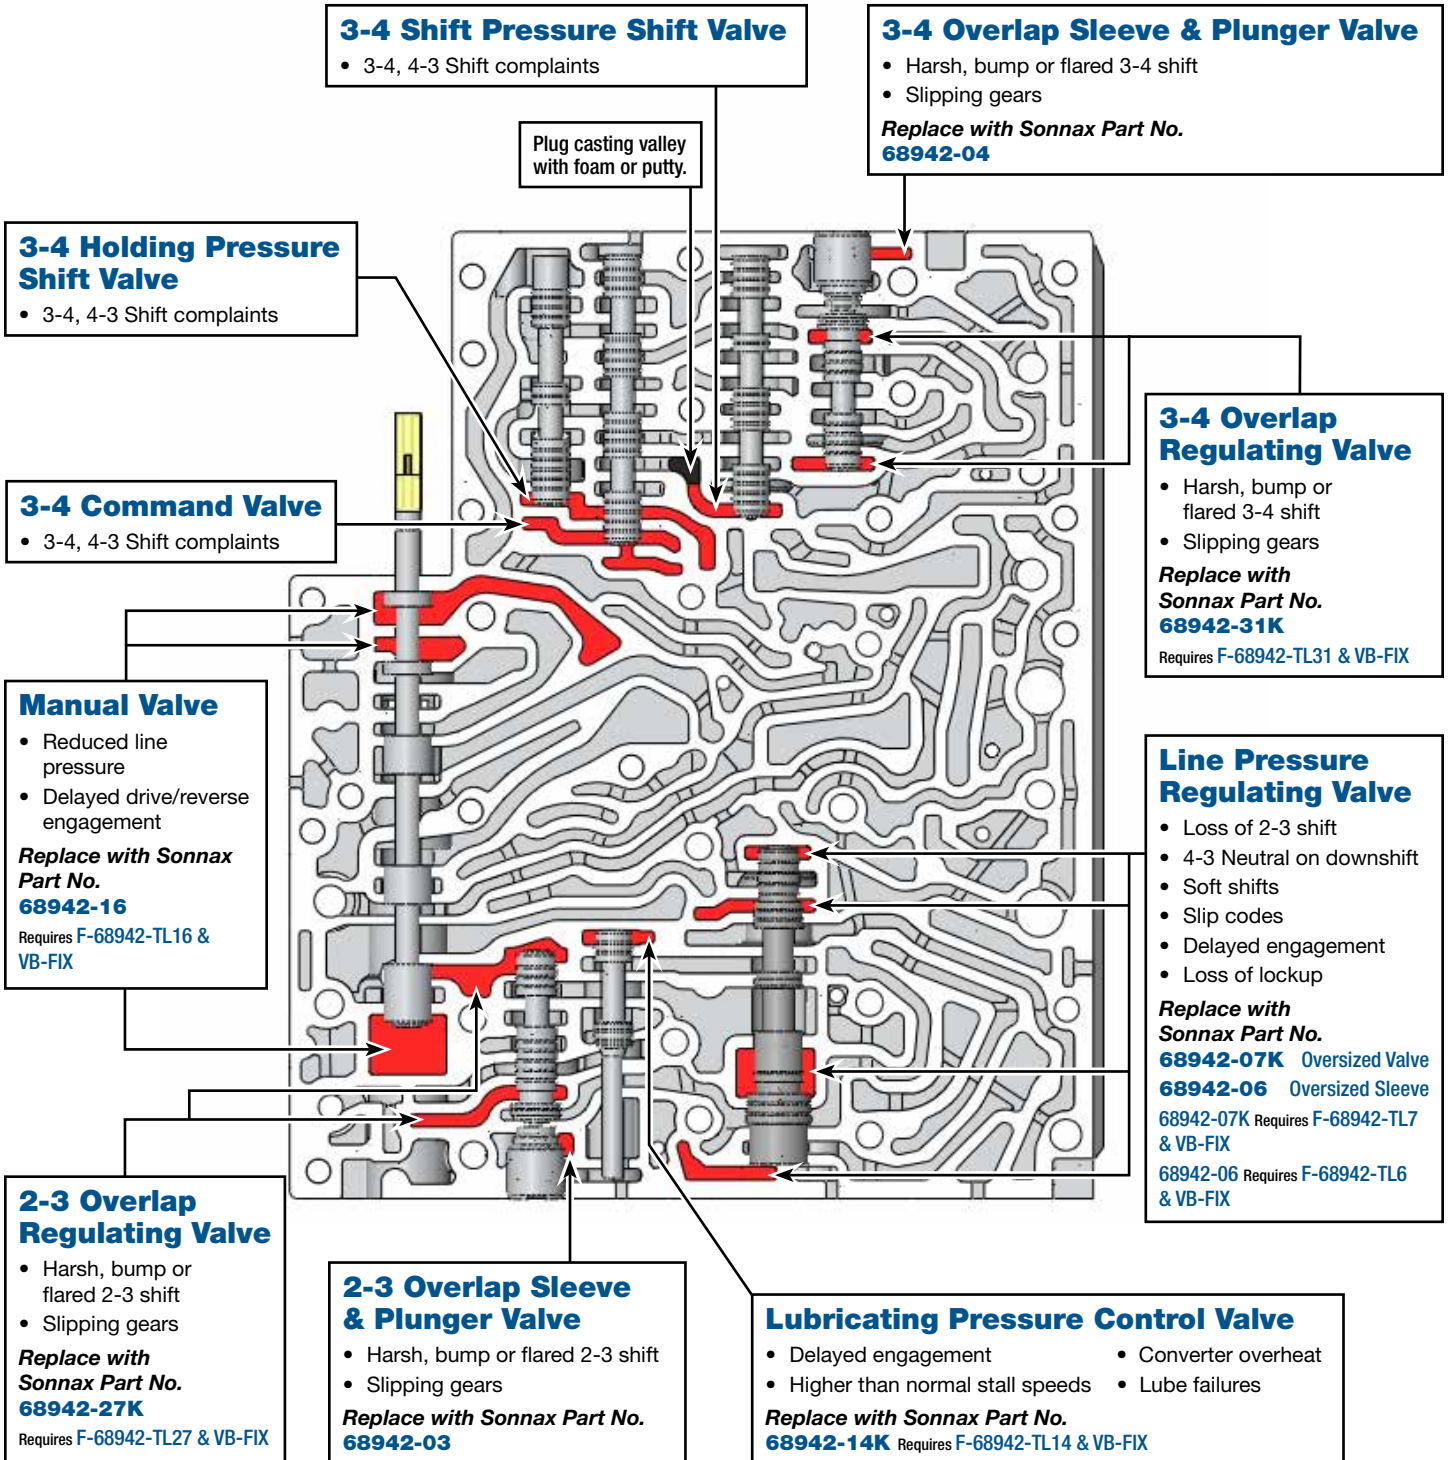 3-4 Shift Pressure Shift Valve
• 3-4, 4-3 Shift complaints
3-4 Overlap Sleeve & Plunger Valve
• Harsh, bump or flared 3-4 shift
• Slipping gears
Replace with Sonnax Part No.
68942-04
Plug casting valley
with foam or putty.
3-4 Holding Pressure
Shift Valve
• 3-4, 4-3 Shift complaints
3-4 Overlap
Regulating Valve
• Harsh, bump or
flared 3-4 shift
• Slipping gears
Replace with
Sonnax Part No.
68942-31K
Requires F-68942-TL31 & VB-FIX
3-4 Command Valve
• 3-4, 4-3 Shift complaints
Manual Valve
• Reduced line
pressure
• Delayed drive/reverse
engagement
Replace with Sonnax
Part No.
68942-16
Requires F-68942-TL16 &
VB-FIX
Line Pressure
Regulating Valve
• Loss of 2-3 shift
• 4-3 Neutral on downshift
• Soft shifts
• Slip codes
• Delayed engagement
• Loss of lockup
Replace with
Sonnax Part No.
68942-07K Oversized Valve
68942-06 Oversized Sleeve
68942-07K Requires F-68942-TL7
& VB-FIX
68942-06 Requires F-68942-TL6
& VB-FIX
2-3 Overlap
Regulating Valve
• Harsh, bump or
flared 2-3 shift
• Slipping gears
Replace with
Sonnax Part No.
68942-27K
Requires F-68942-TL27 & VB-FIX
2-3 Overlap Sleeve
& Plunger Valve
• Harsh, bump or flared 2-3 shift
• Slipping gears
Replace with Sonnax Part No.
68942-03
Lubricating Pressure Control Valve
• Delayed engagement
• Higher than normal stall speeds
• Converter overheat
• Lube failures
Replace with Sonnax Part No.
68942-14K Requires F-68942-TL14 & VB-FIX